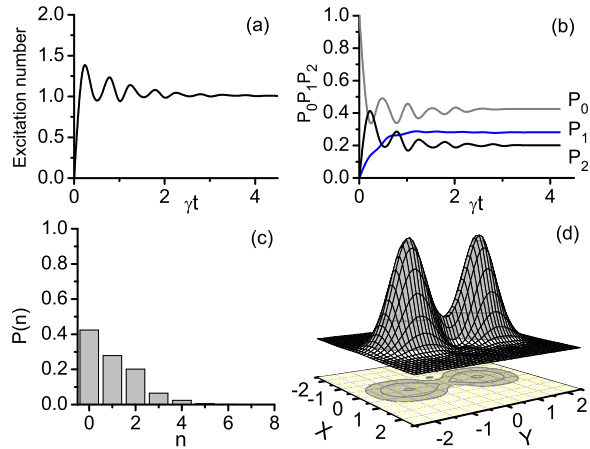 (a)
Excitation number
2.0
1.5
1.0
0.5
0.0
0 2 4
γt
(b)
P₀P₁P₂
1.0
0.8
0.6
0.4
0.2
0.0
P₀
P₁
P₂
0 2 4
γt
(c)
P(n)
1.0
0.8
0.6
0.4
0.2
0.0
0 2 4 6 8
n
(d)
-2
-1
0
1
2
X
-2
-1
0
1
2
Y